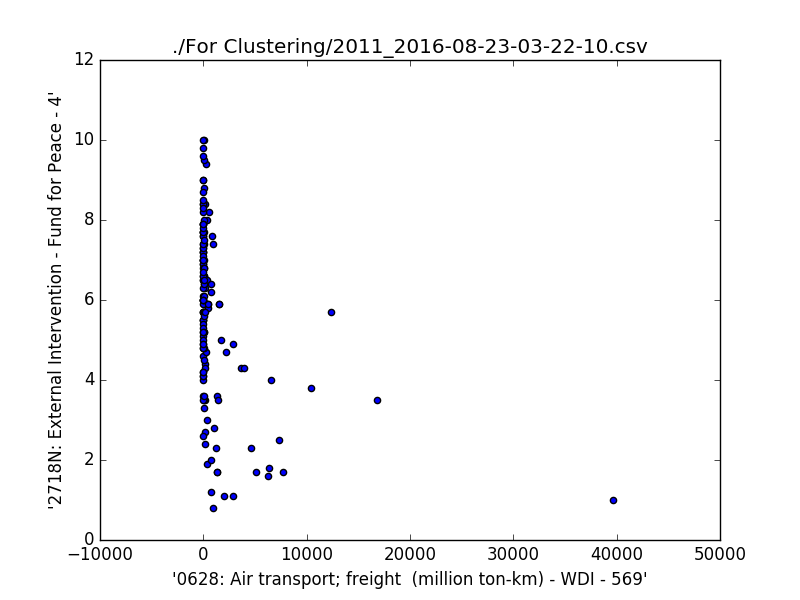 ./For Clustering/2011_2016-08-23-03-22-10.csv
12
10
8
6
4
2
0
'2718N: External Intervention - Fund for Peace - 4'
−10000 0 10000 20000 30000 40000 50000
'0628: Air transport; freight  (million ton-km) - WDI - 569'